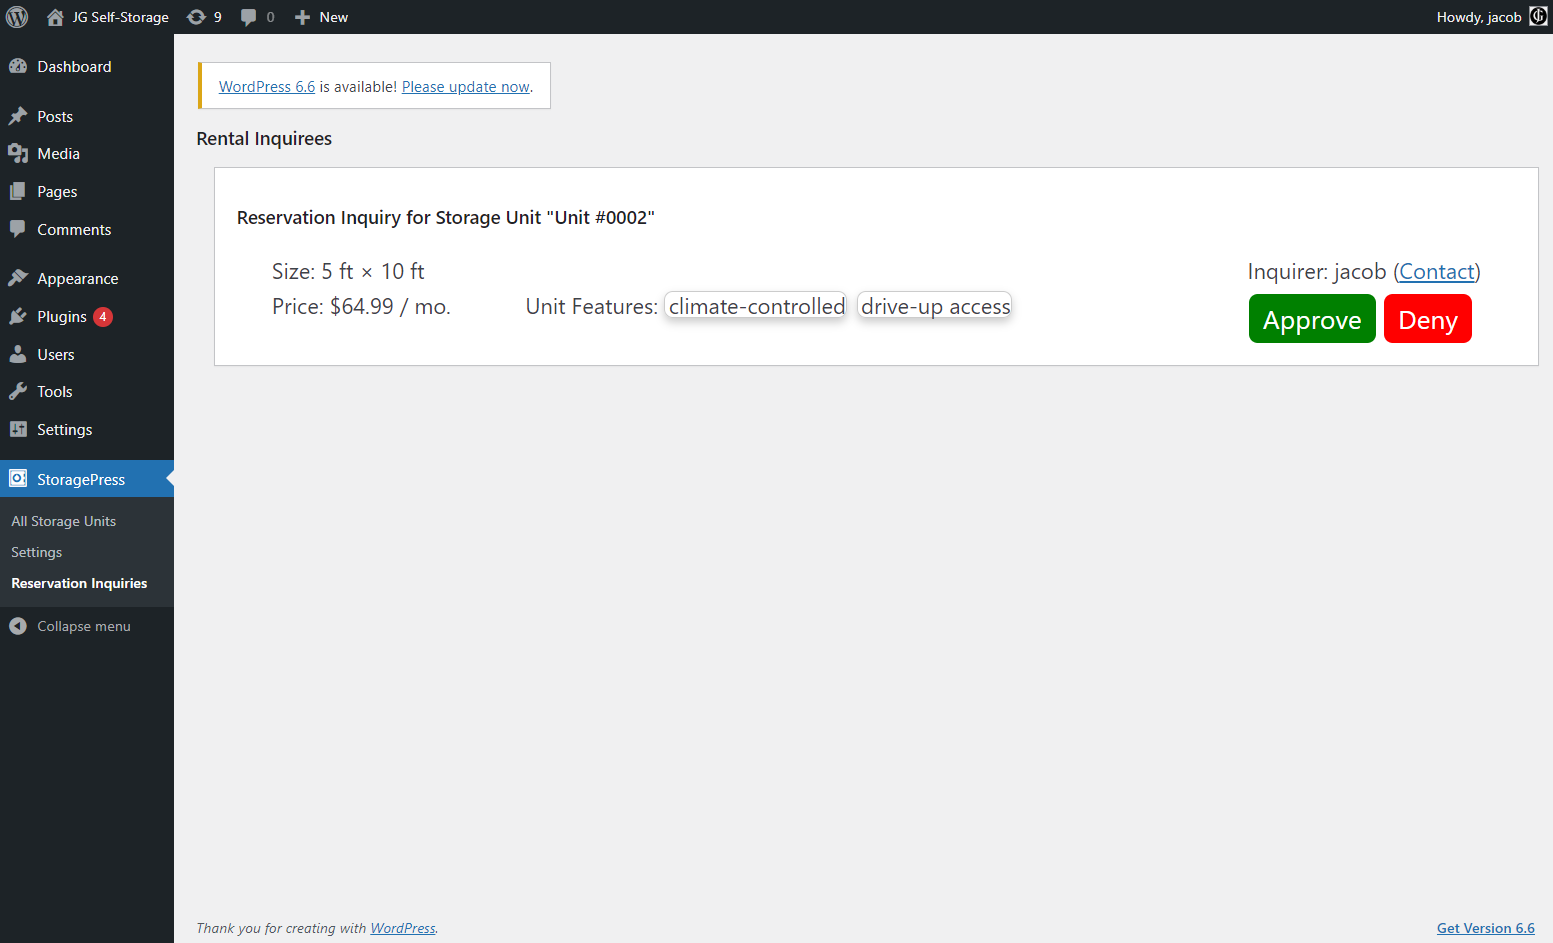 JG Self-Storage 9 0 New Howdy, jacob
Dashboard
Posts
Media
Pages
Comments
Appearance
Plugins 4
Users
Tools
Settings
StoragePress
All Storage Units
Settings
Reservation Inquiries
Collapse menu
WordPress 6.6 is available! Please update now.
Rental Inquirees
Reservation Inquiry for Storage Unit "Unit #0002"
Size: 5 ft × 10 ft
Price: $64.99 / mo.
Unit Features: climate-controlled drive-up access
Inquirer: jacob (Contact)
Approve Deny
Thank you for creating with WordPress.
Get Version 6.6